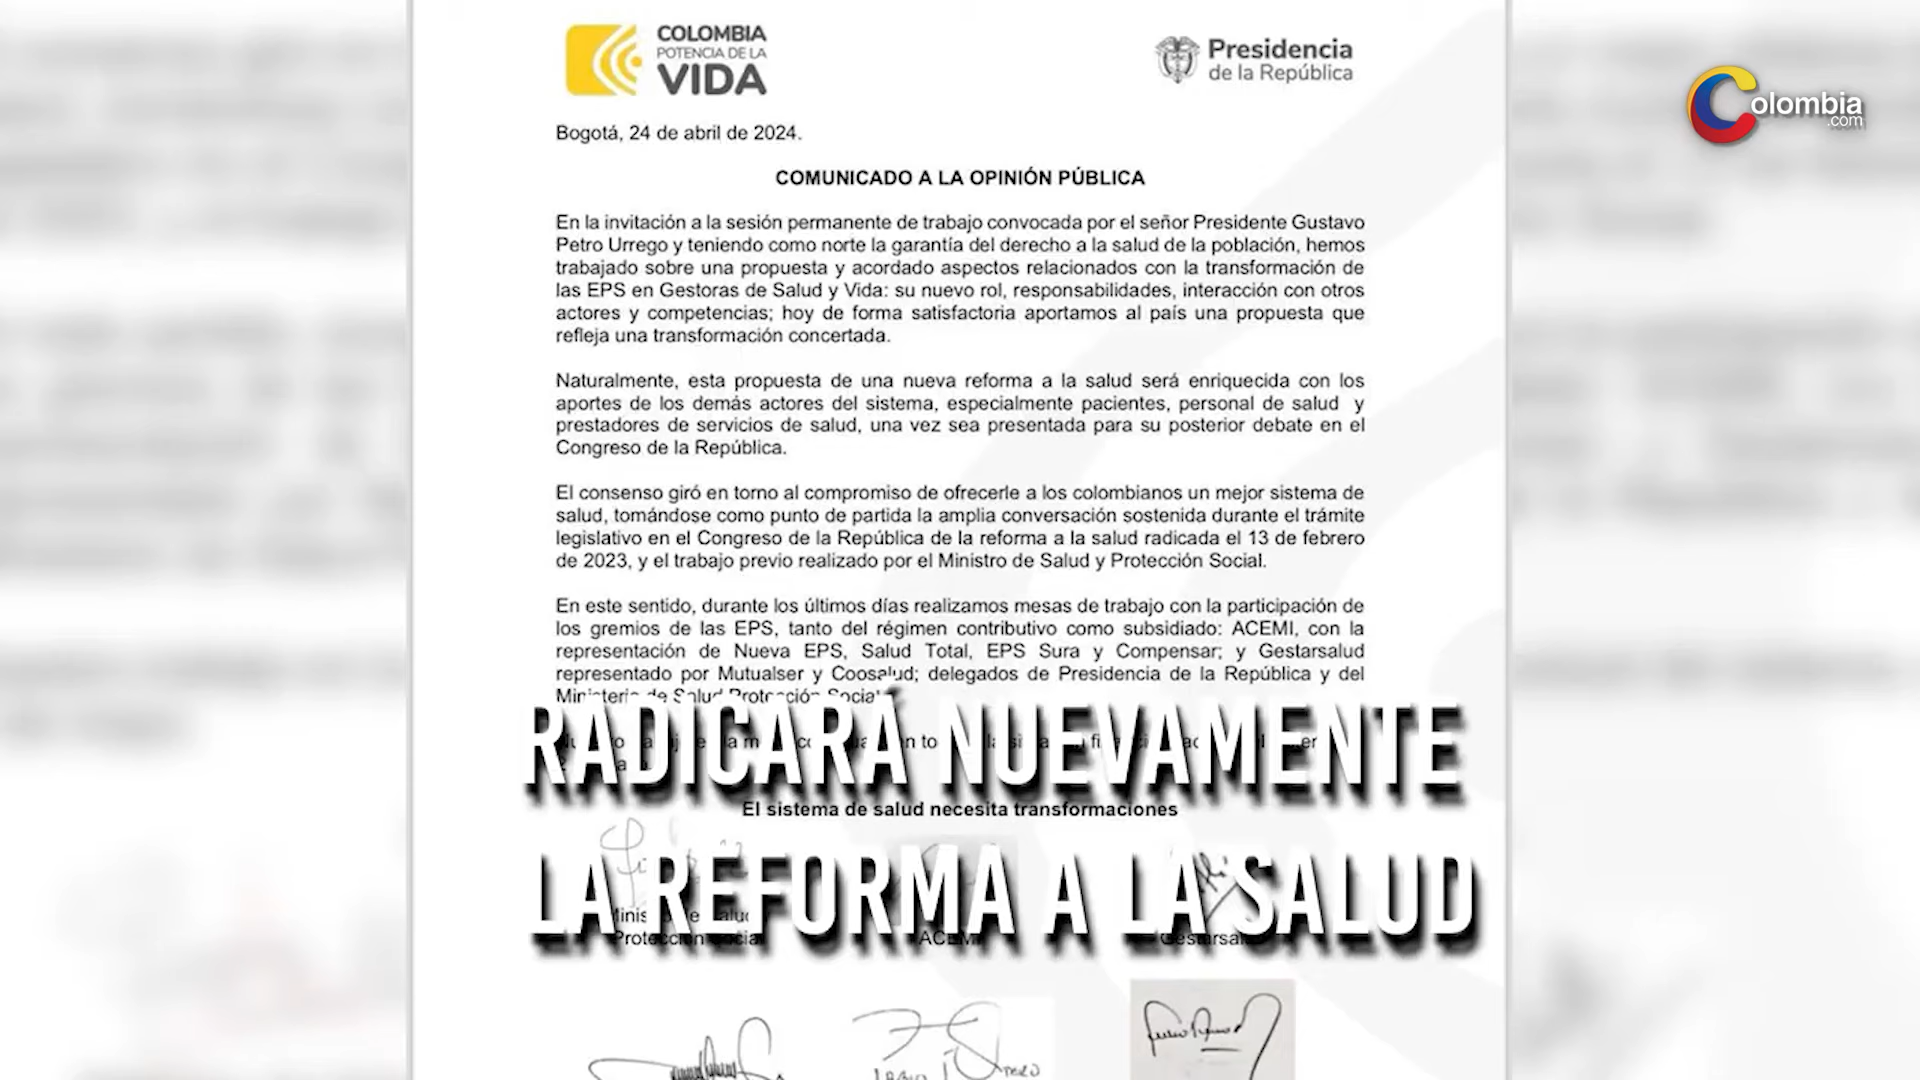 COLOMBIA
POTENCIA DE LA
VIDA
Presidencia
de la República
Colombia
.com
Bogotá, 24 de abril de 2024.
COMUNICADO A LA OPINIÓN PÚBLICA
En la invitación a la sesión permanente de trabajo convocada por el señor Presidente Gustavo
Petro Urrego y teniendo como norte la garantía del derecho a la salud de la población, hemos
trabajado sobre una propuesta y acordado aspectos relacionados con la transformación de
las EPS en Gestoras de Salud y Vida: su nuevo rol, responsabilidades, interacción con otros
actores y competencias; hoy de forma satisfactoria aportamos al país una propuesta que
refleja una transformación concertada.
Naturalmente, esta propuesta de una nueva reforma a la salud será enriquecida con los
aportes de los demás actores del sistema, especialmente pacientes, personal de salud y
prestadores de servicios de salud, una vez sea presentada para su posterior debate en el
Congreso de la República.
El consenso giró en torno al compromiso de ofrecerle a los colombianos un mejor sistema de
salud, tomándose como punto de partida la amplia conversación sostenida durante el trámite
legislativo en el Congreso de la República de la reforma a la salud radicada el 13 de febrero
de 2023, y el trabajo previo realizado por el Ministro de Salud y Protección Social.
En este sentido, durante los últimos días realizamos mesas de trabajo con la participación de
los gremios de las EPS, tanto del régimen contributivo como subsidiado: ACEMI, con la
representación de Nueva EPS, Salud Total, EPS Sura y Compensar; y Gestarsalud
representado por Mutualser y Coosalud; delegados de Presidencia de la República y del
Ministerio de Salud Protección Social
RADICARÁ NUEVAMENTE
El sistema de salud necesita transformaciones
LA REFORMA A LA SALUD
Protección Social ACEMI Gestarsalud